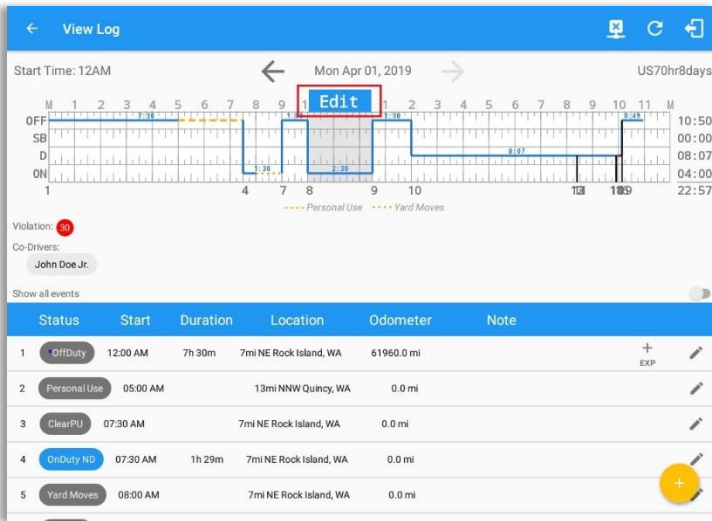 View Log
Start Time: 12AM Mon Apr 01, 2019 US70hr8days
Edit
M 1 2 3 4 5 6 7 8 9 1 1 2 3 4 5 6 7 8 9 10 11 M
OFF 7:30 1:30 0:49 10:50
SB 00:00
D 8:07 08:07
ON 1:30 2:30 04:00
1 4 7 8 9 10 22:57
Personal Use Yard Moves
Violation: 30
Co-Drivers:
John Doe Jr.
Show all events
Status Start Duration Location Odometer Note
1 *OffDuty 12:00 AM 7h 30m 7mi NE Rock Island, WA 61960.0 mi + EXP
2 Personal Use 05:00 AM 13mi NNW Quincy, WA 0.0 mi
3 ClearPU 07:30 AM 7mi NE Rock Island, WA 0.0 mi
4 OnDuty ND 07:30 AM 1h 29m 7mi NE Rock Island, WA 0.0 mi
5 Yard Moves 08:00 AM 7mi NE Rock Island, WA 0.0 mi
+